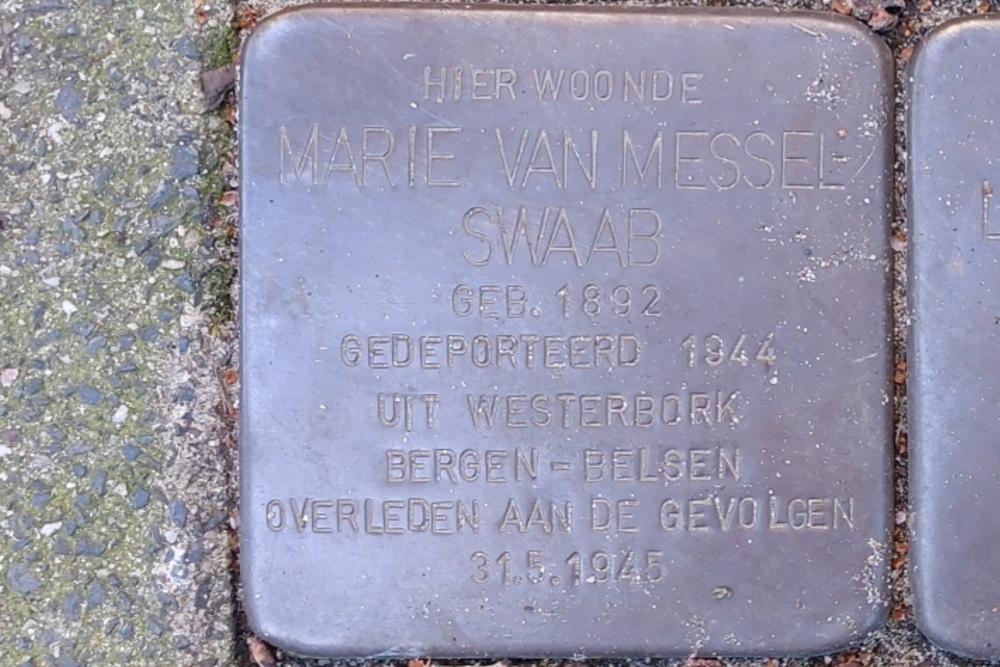 HIER WOONDE
MARIE VAN MESSEL-
SWAAB
GEB. 1892
GEDEPORTEERD 1944
UIT WESTERBORK
BERGEN-BELSEN
OVERLEDEN AAN DE GEVOLGEN
31.5.1945